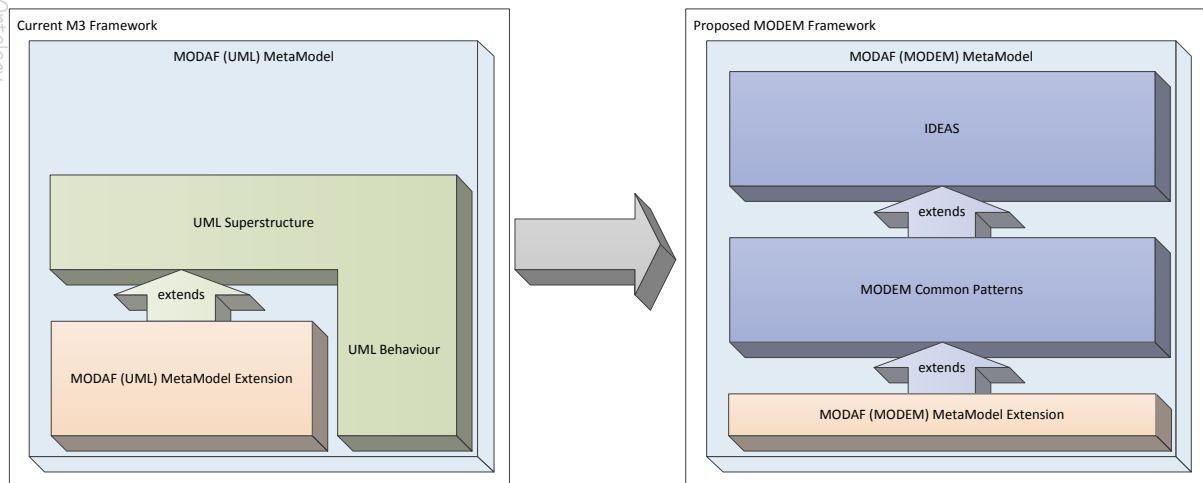 Current M3 Framework
MODAF (UML) MetaModel
UML Superstructure
extends
UML Behaviour
MODAF (UML) MetaModel Extension
Proposed MODEM Framework
MODAF (MODEM) MetaModel
IDEAS
extends
MODEM Common Patterns
extends
MODAF (MODEM) MetaModel Extension